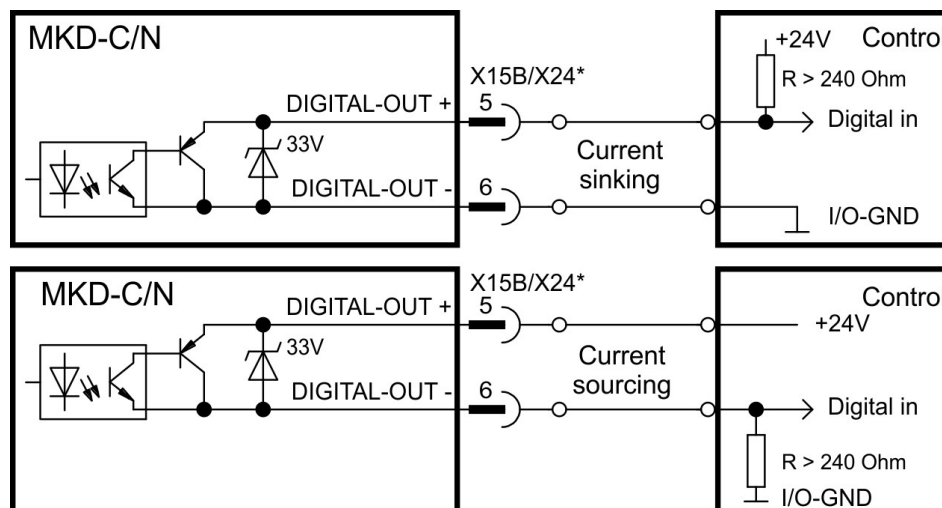 MKD-C/N
DIGITAL-OUT +
33V
DIGITAL-OUT -
X15B/X24*
5
6
Current
sinking
+24V
Contro
R > 240 Ohm
Digital in
I/O-GND
MKD-C/N
DIGITAL-OUT +
33V
DIGITAL-OUT -
X15B/X24*
5
6
Current
sourcing
Contro
+24V
Digital in
R > 240 Ohm
I/O-GND